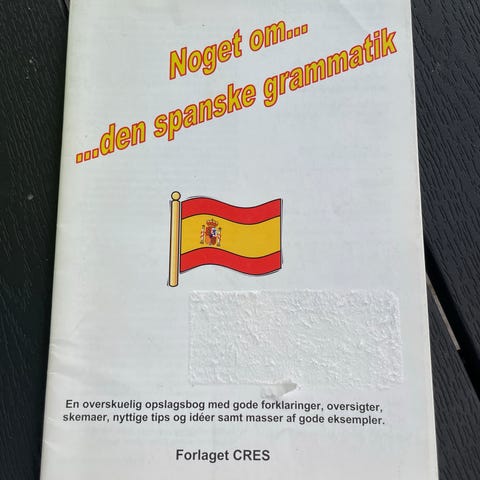 Noget om...
...den spanske grammatik
En overskuelig opslagsbog med gode forklaringer, oversigter,
skemaer, nyttige tips og idéer samt masser af gode eksempler.
Forlaget CRES